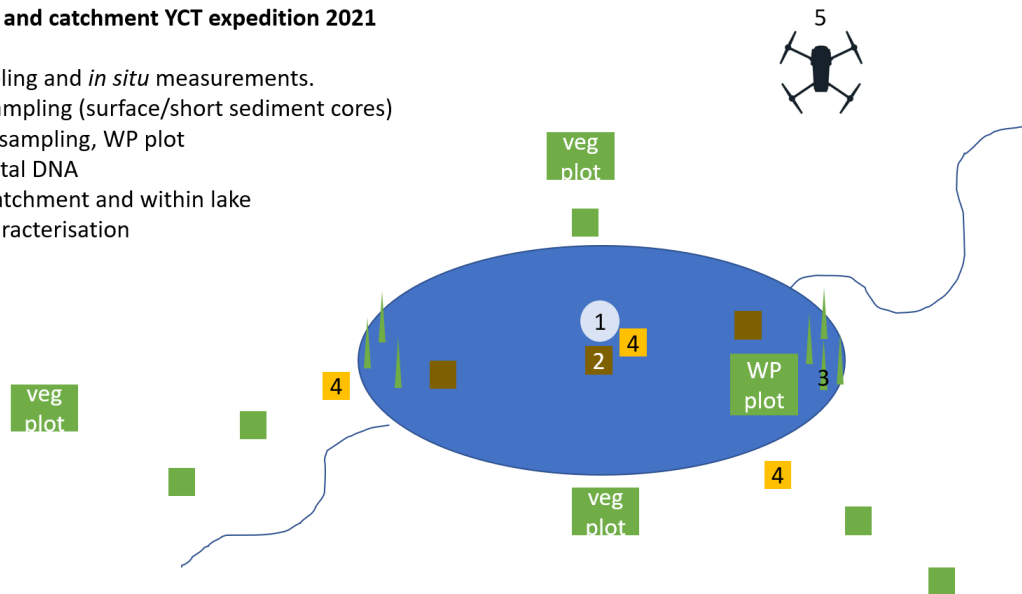 and catchment YCT expedition 2021
ling and in situ measurements.
mpling (surface/short sediment cores)
sampling, WP plot
tal DNA
atchment and within lake
racterisation
5
veg
plot
1
4
2
WP
plot
3
4
veg
plot
4
veg
plot